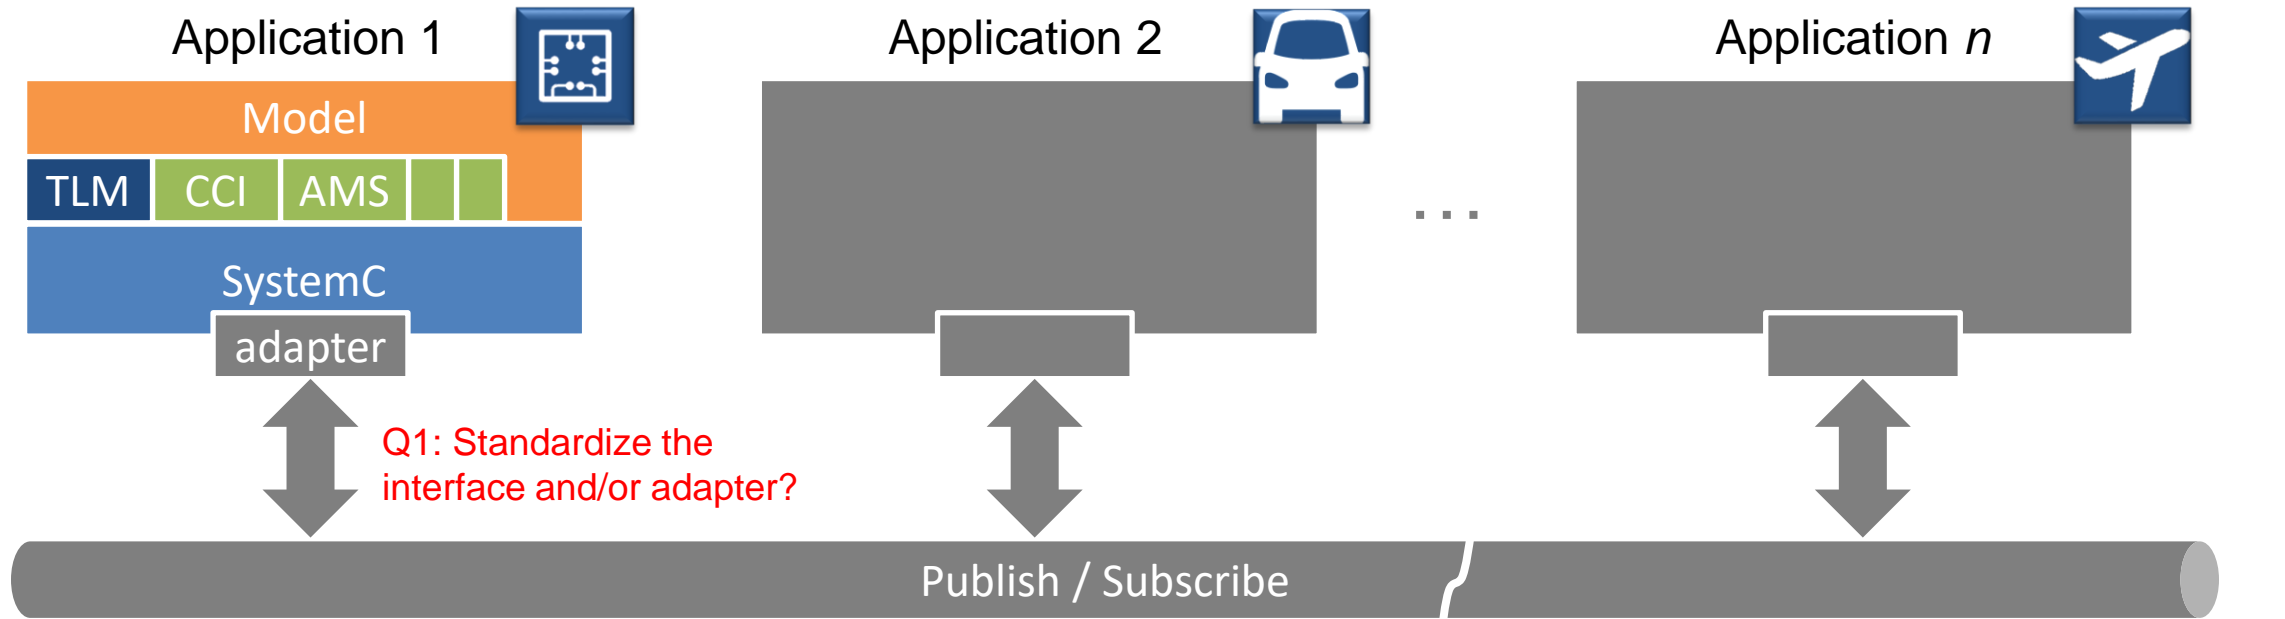 Application 1
Application 2
Application n
Model
TLM CCI AMS
SystemC
adapter
...
Q1: Standardize the
interface and/or adapter?
Publish / Subscribe